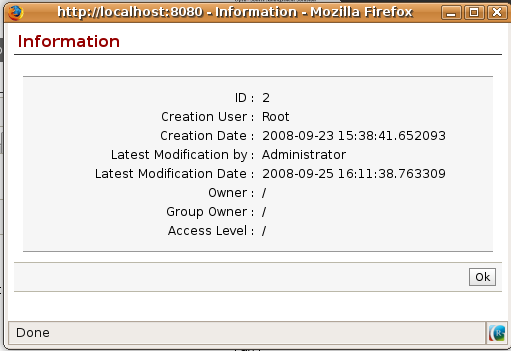 http://localhost:8080 - Information - Mozilla Firefox
Information
ID : 2
Creation User : Root
Creation Date : 2008-09-23 15:38:41.652093
Latest Modification by : Administrator
Latest Modification Date : 2008-09-25 16:11:38.763309
Owner : /
Group Owner : /
Access Level : /
Ok
Done